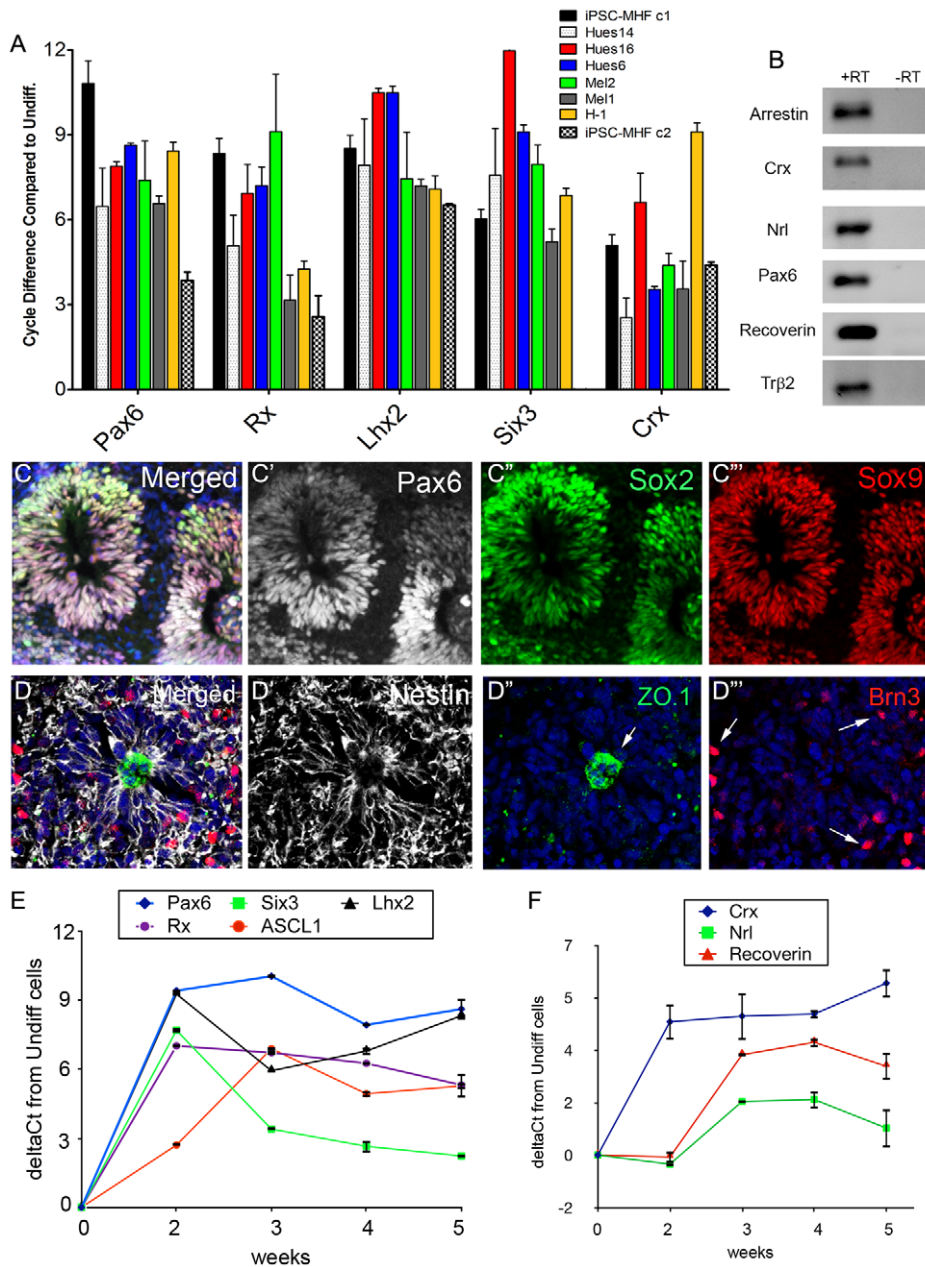 A
Cycle Difference Compared to Undiff.
12
9
6
3
0
Pax6
Rx
Lhx2
Six3
Crx
iPSC-MHF c1
Hues14
Hues16
Hues6
Mel2
Mel1
H-1
iPSC-MHF c2
B
+RT
-RT
Arrestin
Crx
Nrl
Pax6
Recoverin
Trβ2
C
Merged
C'
Pax6
C"
Sox2
C"'
Sox9
D
Merged
D'
Nestin
D"
ZO.1
D"'
Brn3
E
Pax6
Six3
Lhx2
Rx
ASCL1
deltaCt from Undiff cells
12
9
6
3
0
0
2
3
4
5
weeks
F
Crx
Nrl
Recoverin
deltaCt from Undiff cells
7
5
4
2
0
-2
0
2
3
4
5
weeks